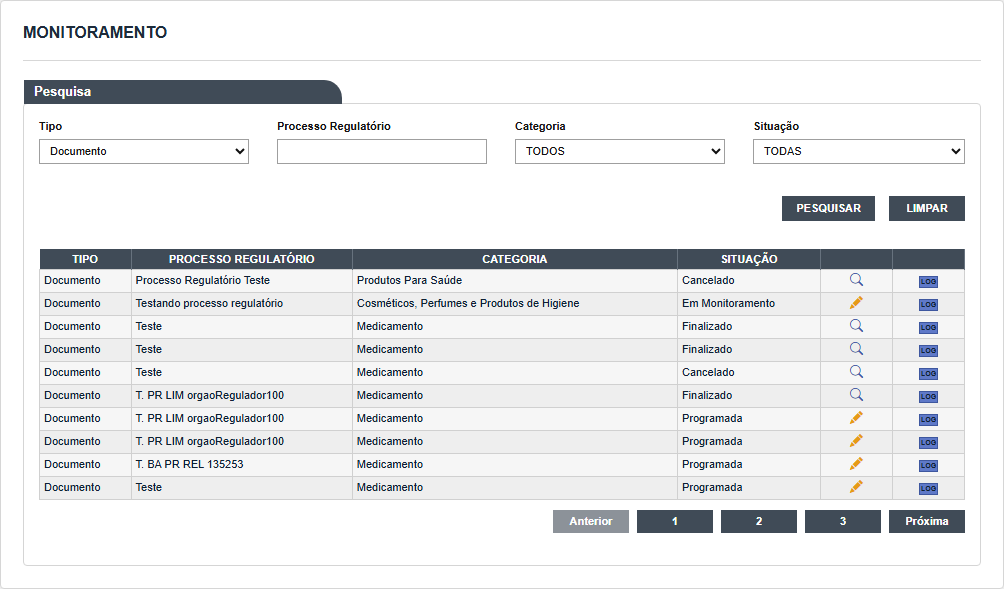 MONITORAMENTO
Pesquisa
Tipo Processo Regulatório Categoria Situação
Documento TODOS TODAS
PESQUISAR LIMPAR
TIPO PROCESSO REGULATÓRIO CATEGORIA SITUAÇÃO
Documento Processo Regulatório Teste Produtos Para Saúde Cancelado LOG
Documento Testando processo regulatório Cosméticos, Perfumes e Produtos de Higiene Em Monitoramento LOG
Documento Teste Medicamento Finalizado LOG
Documento Teste Medicamento Finalizado LOG
Documento Teste Medicamento Cancelado LOG
Documento T. PR LIM orgaoRegulador100 Medicamento Finalizado LOG
Documento T. PR LIM orgaoRegulador100 Medicamento Programada LOG
Documento T. PR LIM orgaoRegulador100 Medicamento Programada LOG
Documento T. BA PR REL 135253 Medicamento Programada LOG
Documento Teste Medicamento Programada LOG
Anterior 1 2 3 Próxima